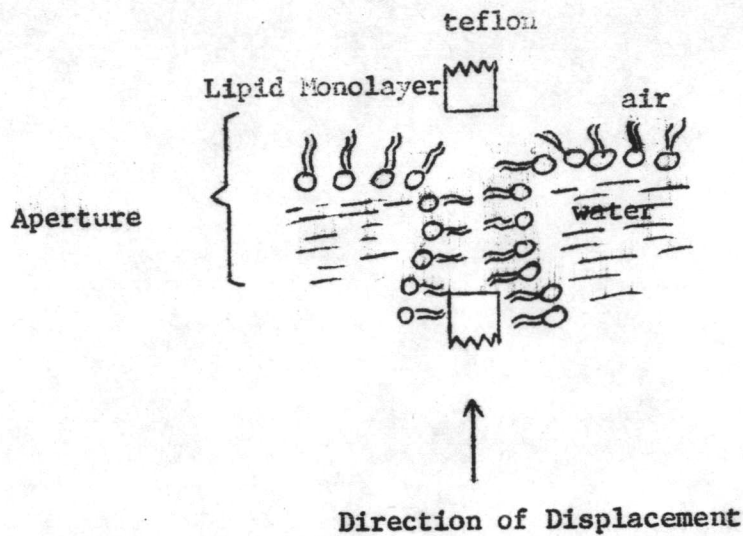 teflon
Lipid Monolayer
air
Aperture
water
Direction of Displacement